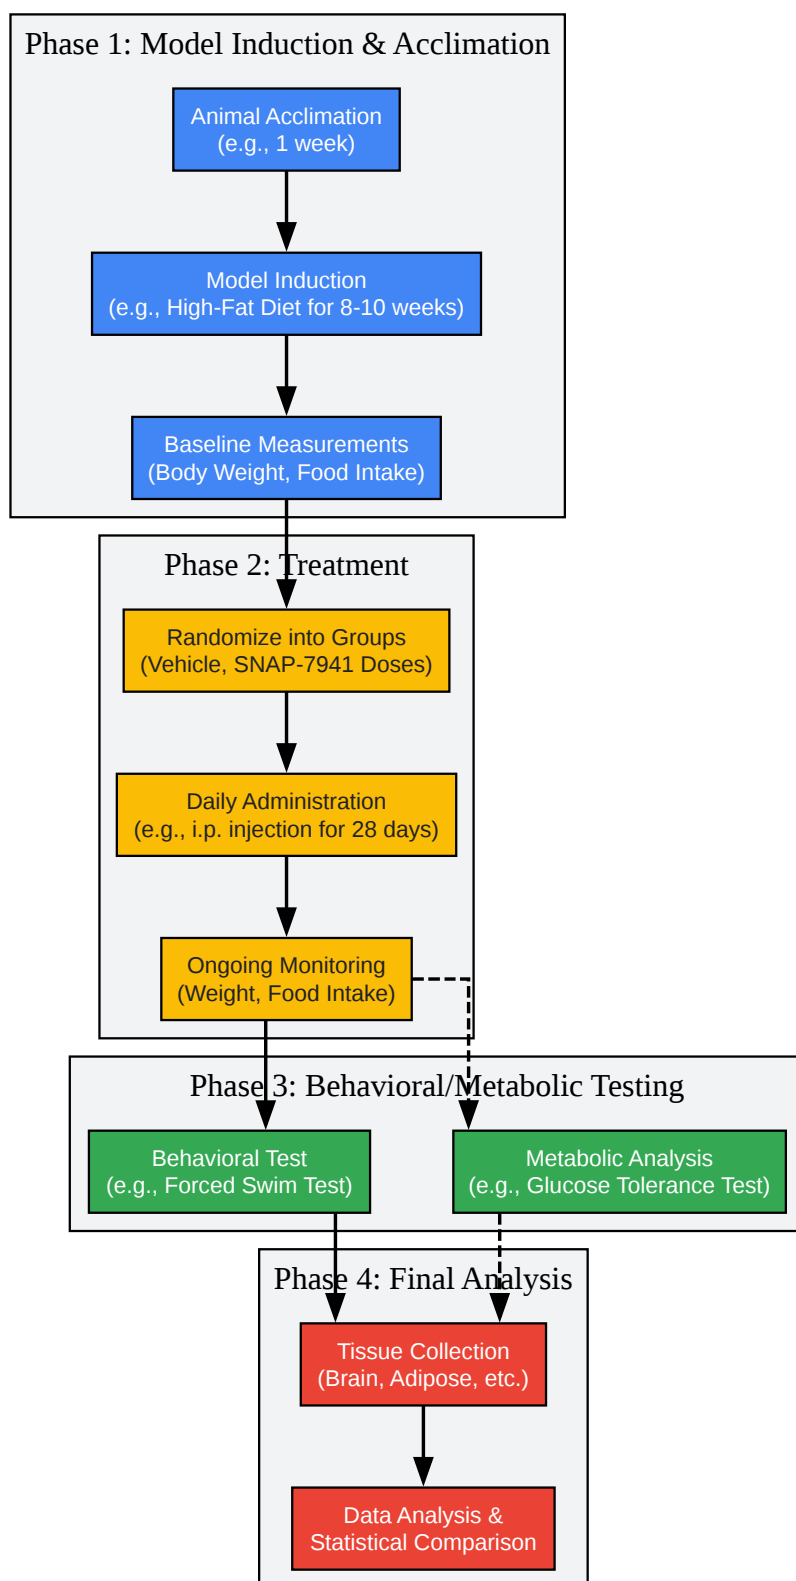 Phase 1: Model Induction & Acclimation
Animal Acclimation
(e.g., 1 week)
Model Induction
(e.g., High-Fat Diet for 8-10 weeks)
Baseline Measurements
(Body Weight, Food Intake)
Phase 2: Treatment
Randomize into Groups
(Vehicle, SNAP-7941 Doses)
Daily Administration
(e.g., i.p. injection for 28 days)
Ongoing Monitoring
(Weight, Food Intake)
Phase 3: Behavioral/Metabolic Testing
Behavioral Test
(e.g., Forced Swim Test)
Metabolic Analysis
(e.g., Glucose Tolerance Test)
Phase 4: Final Analysis
Tissue Collection
(Brain, Adipose, etc.)
Data Analysis &
Statistical Comparison